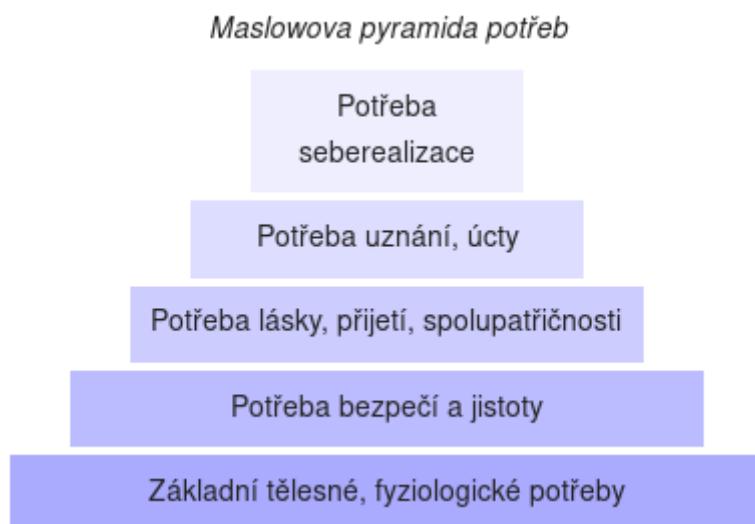 Maslowova pyramida potřeb
Potřeba
seberealizace
Potřeba uznání, úcty
Potřeba lásky, přijetí, spolupatřičnosti
Potřeba bezpečí a jistoty
Základní tělesné, fyziologické potřeby